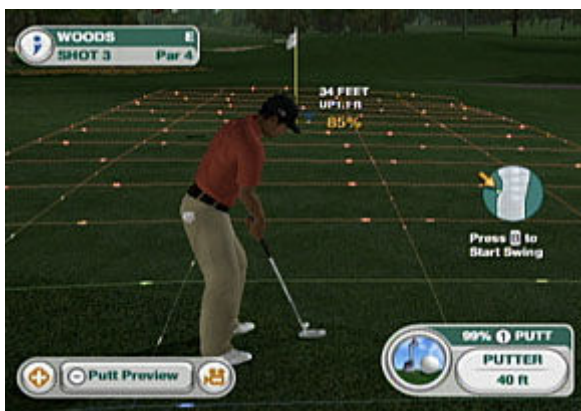 WOODS E
SHOT 3 Par 4
34 FEET
85%
Press B to
Start Swing
99% 1 PUTT
PUTTER
40 ft
- Putt Preview